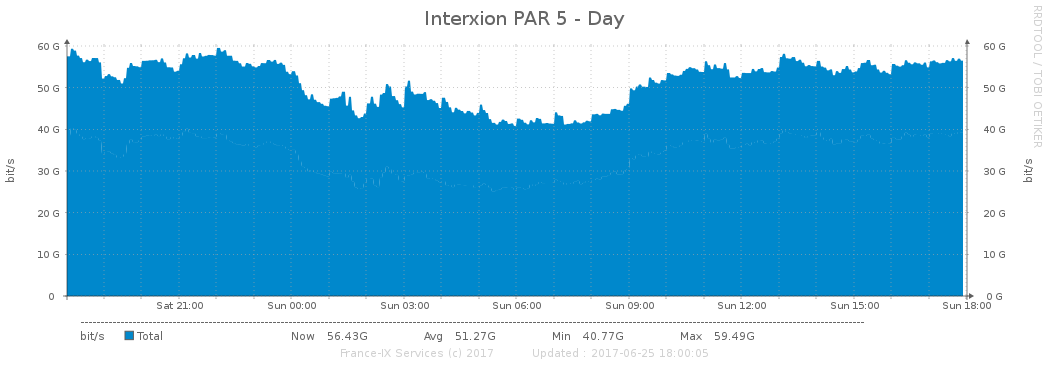 Interxion PAR 5 - Day
RRDTOOL / TOBI OETIKER
60 G 60 G
50 G 50 G
40 G 40 G
30 G 30 G
20 G 20 G
10 G 10 G
0 0 G
bit/s bit/s
Sat 21:00 Sun 00:00 Sun 03:00 Sun 06:00 Sun 09:00 Sun 12:00 Sun 15:00 Sun 18:00
bit/s Total Now 56.43G Avg 51.27G Min 40.77G Max 59.49G
France-IX Services (c) 2017 Updated : 2017-06-25 18:00:05